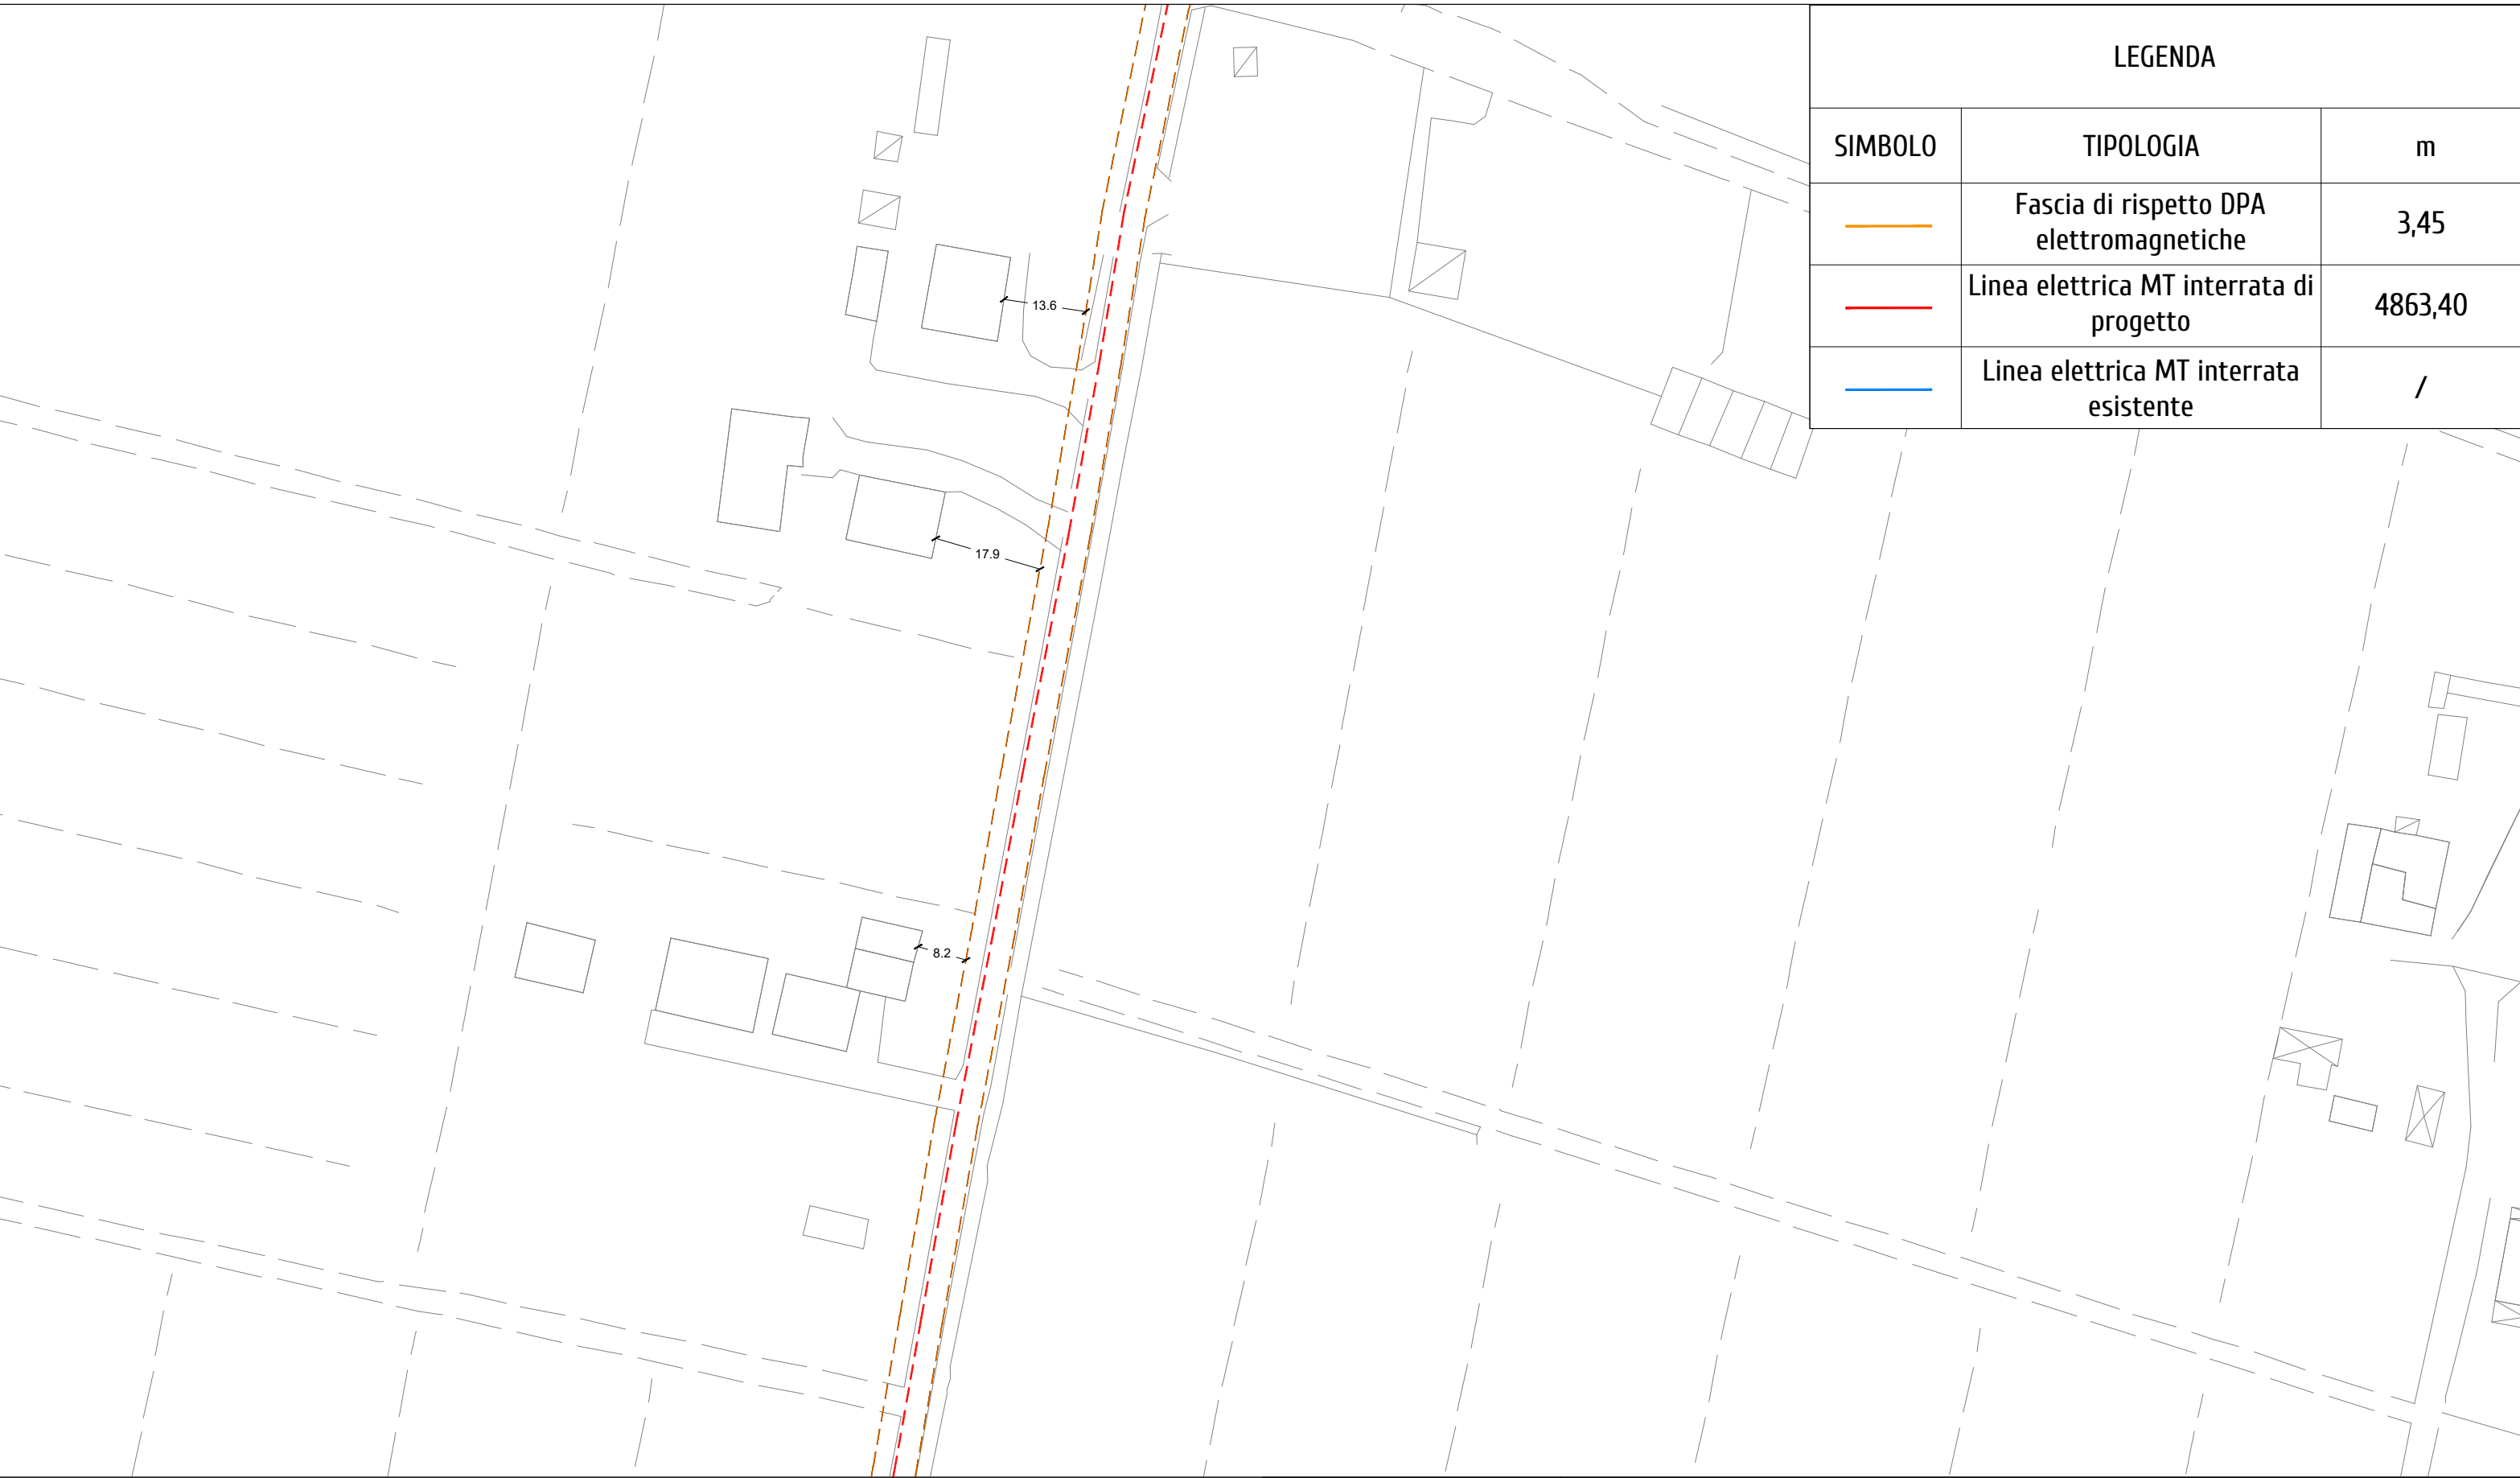 LEGENDA
SIMBOLO TIPOLOGIA m
Fascia di rispetto DPA
elettromagnetiche
3,45
Linea elettrica MT interrata di
progetto
4863,40
Linea elettrica MT interrata
esistente
/
13.6
17.9
8.2